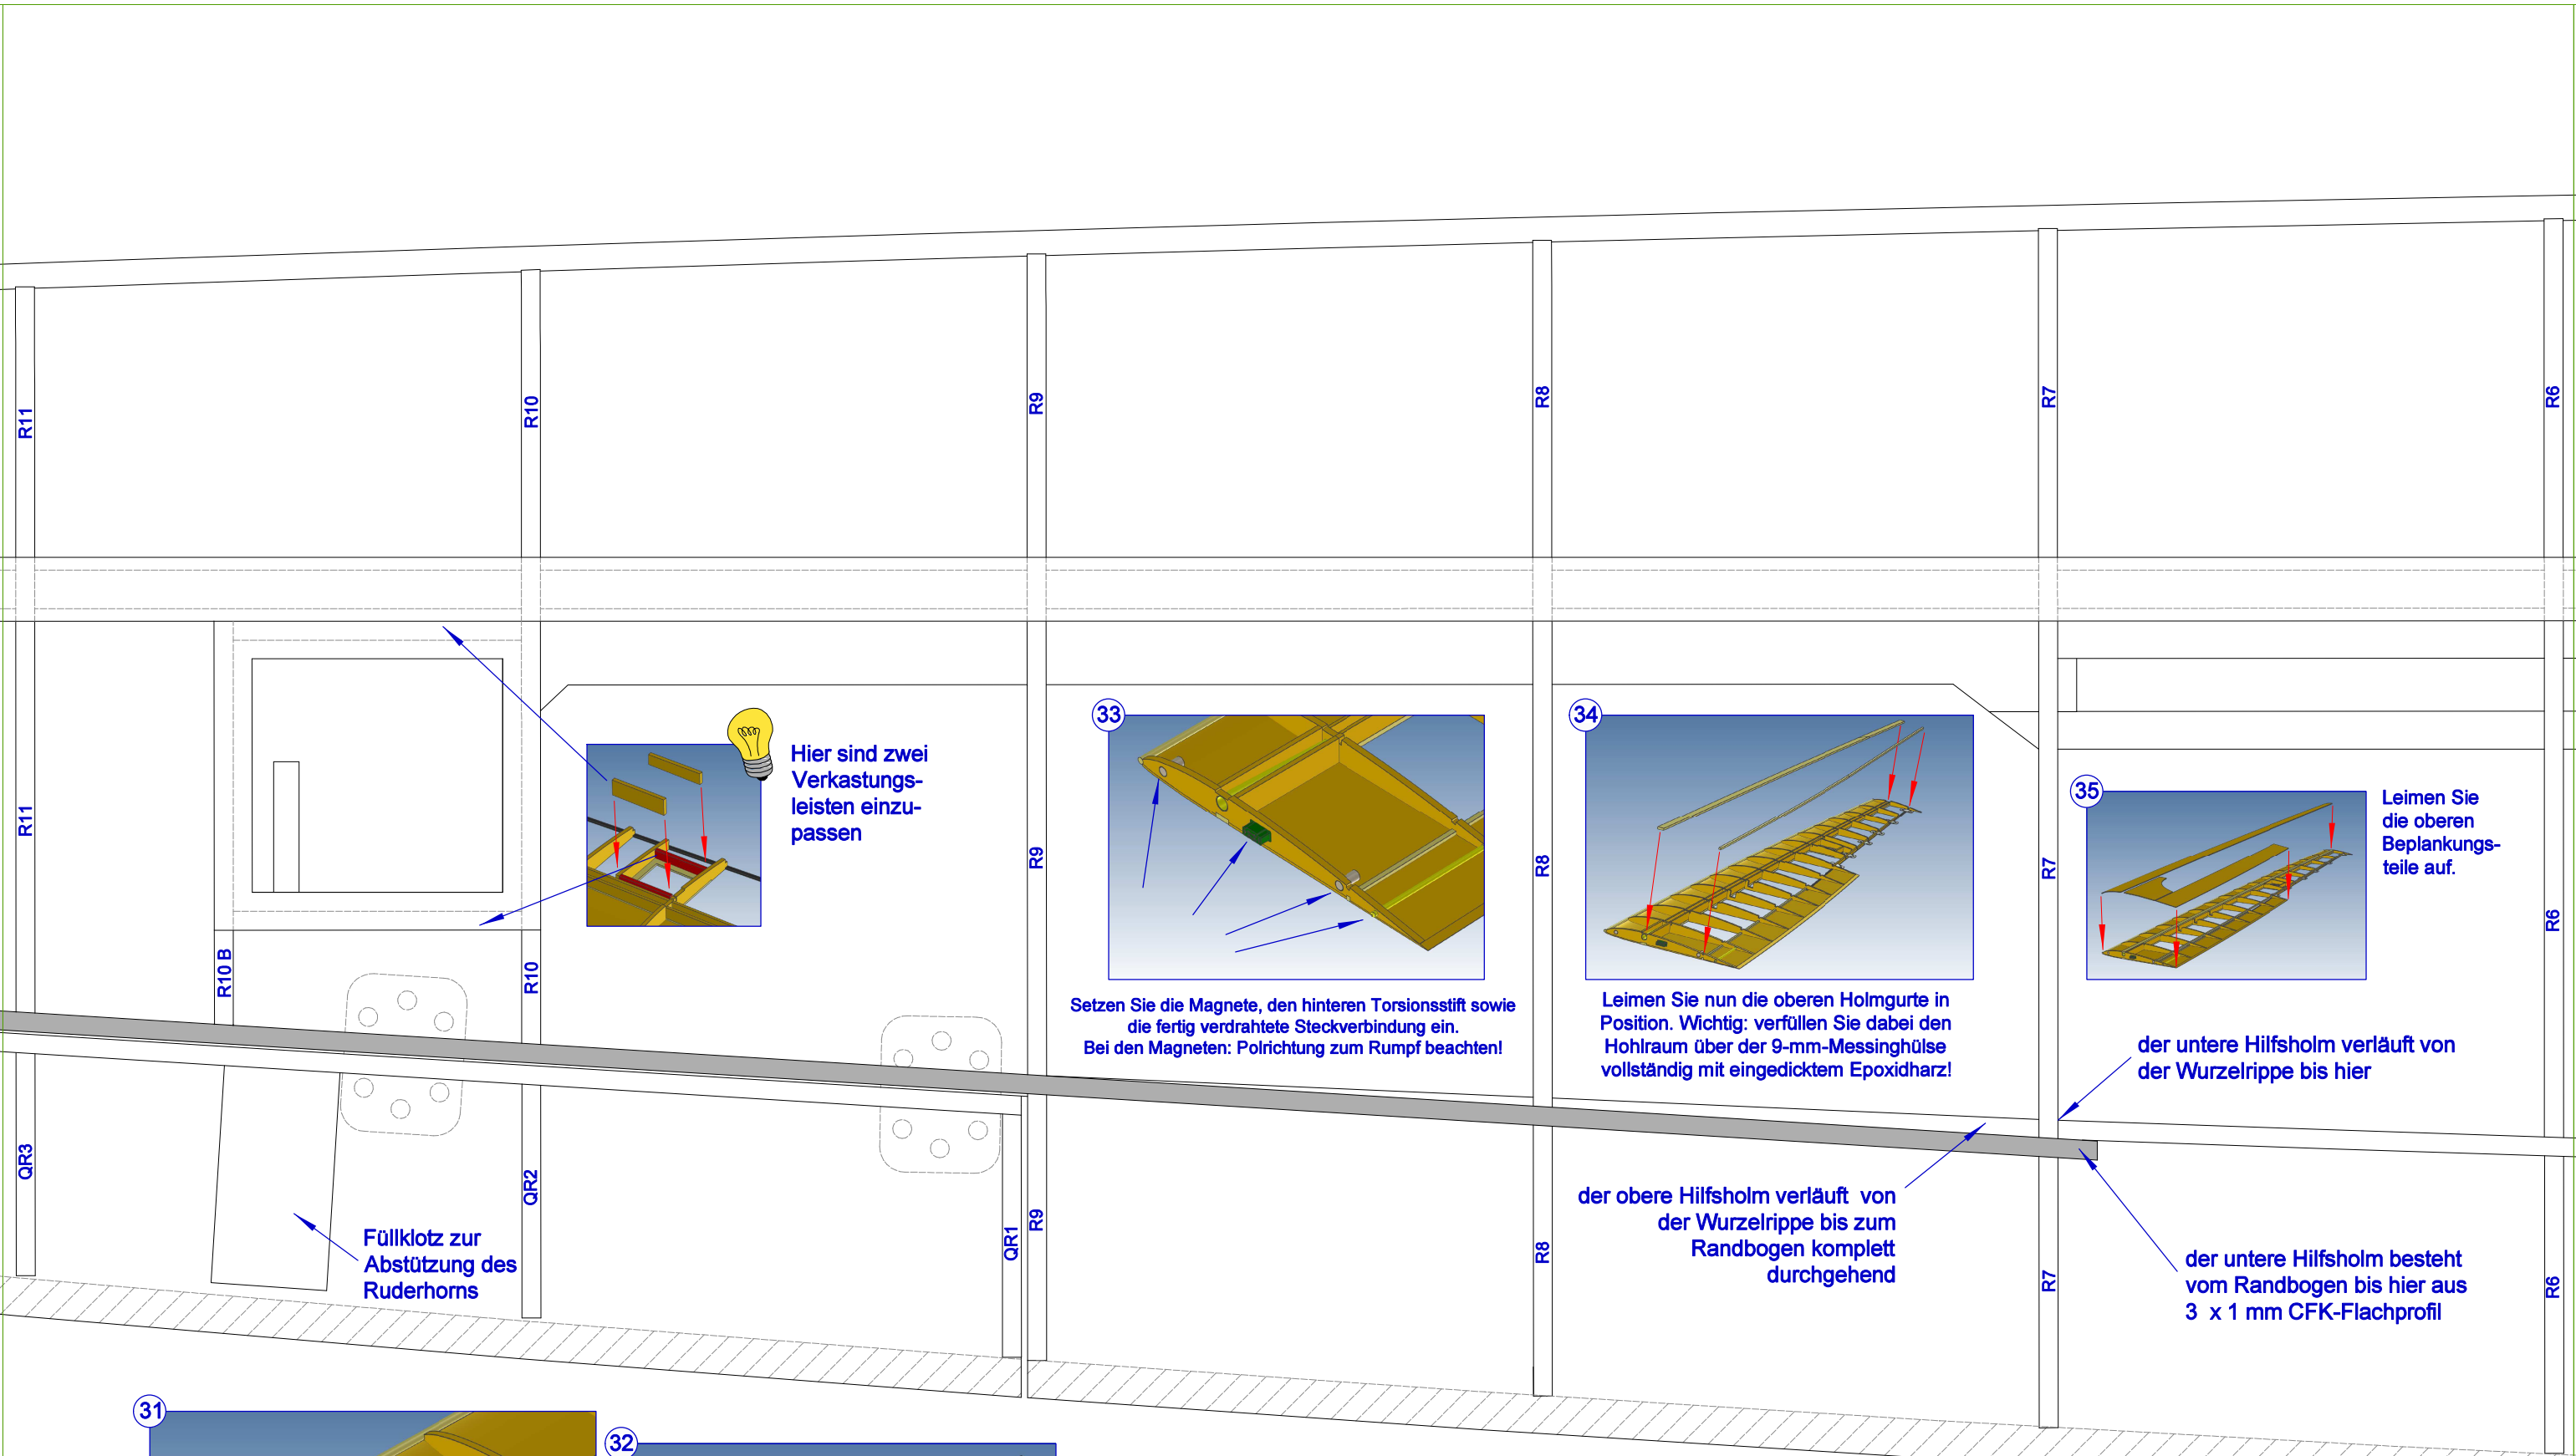 R11
R10
R9
R8
R7
R6
Hier sind zwei
Verkastungs-
leisten einzu-
passen
33
34
35
Leimen Sie
die oberen
Beplankungs-
teile auf.
R11
R9
R8
R7
R6
R10 B
R10
Setzen Sie die Magnete, den hinteren Torsionsstift sowie
die fertig verdrahtete Steckverbindung ein.
Bei den Magneten: Polrichtung zum Rumpf beachten!
Leimen Sie nun die oberen Holmgurte in
Position. Wichtig: verfüllen Sie dabei den
Hohlraum über der 9-mm-Messinghülse
vollständig mit eingedicktem Epoxidharz!
der untere Hilfsholm verläuft von
der Wurzelrippe bis hier
QR3
QR2
QR1
R9
R8
R7
R6
Füllklotz zur
Abstützung des
Ruderhorns
der obere Hilfsholm verläuft  von
der Wurzelrippe bis zum
Randbogen komplett
durchgehend
der untere Hilfsholm besteht
vom Randbogen bis hier aus
3  x 1 mm CFK-Flachprofil
31
32